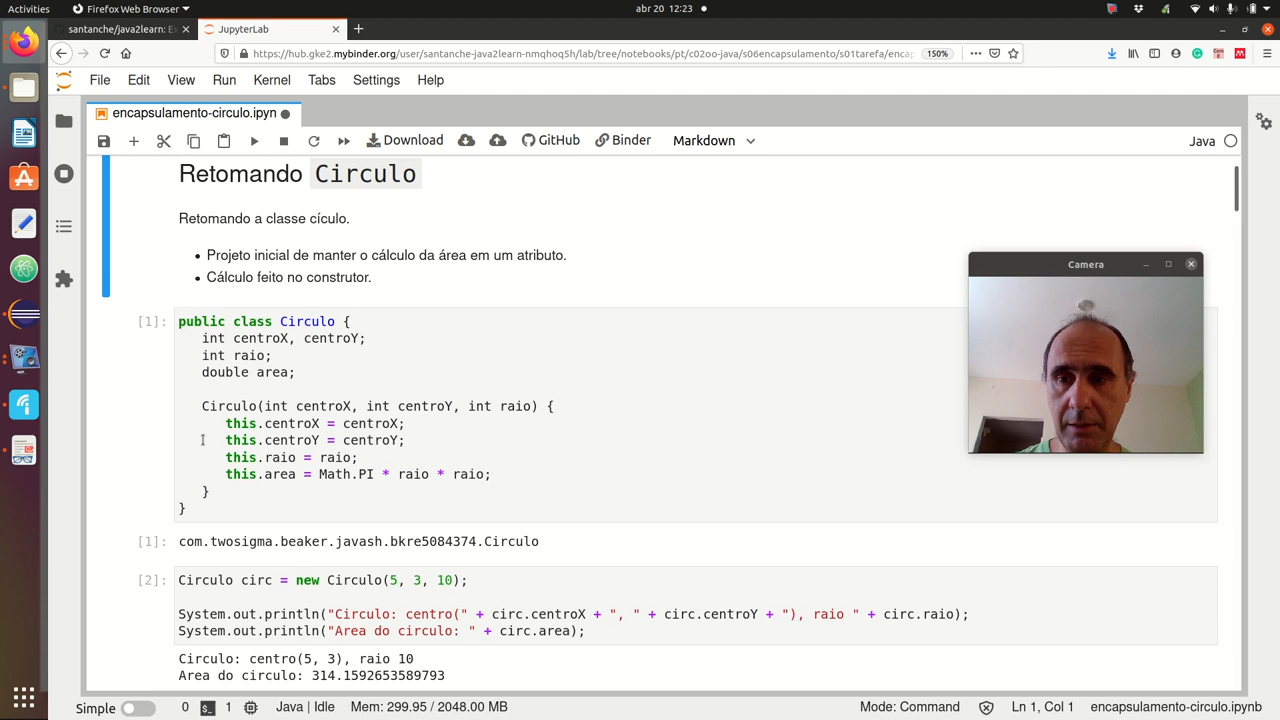 Activities
Firefox Web Browser
abr 20 12:23
santanche/java2learn: Ex
JupyterLab
https://hub.gke2.mybinder.org/user/santanche-java2learn-nmqhoq5h/lab/tree/notebooks/pt/c02oo-java/s06encapsulamento/s01tarefa/enca
150%
File Edit View Run Kernel Tabs Settings Help
encapsulamento-circulo.ipyn
Download
GitHub
Binder
Markdown
Java
Retomando Circulo
Retomando a classe cículo.
• Projeto inicial de manter o cálculo da área em um atributo.
• Cálculo feito no construtor.
Camera
[1]:
public class Circulo {
int centroX, centroY;
int raio;
double area;
Circulo(int centroX, int centroY, int raio) {
this.centroX = centroX;
this.centroY = centroY;
this.raio = raio;
this.area = Math.PI * raio * raio;
}
}
[1]: com.twosigma.beaker.javash.bkre5084374.Circulo
[2]: Circulo circ = new Circulo(5, 3, 10);
System.out.println("Circulo: centro(" + circ.centroX + ", " + circ.centroY + "), raio " + circ.raio);
System.out.println("Area do circulo: " + circ.area);
Circulo: centro(5, 3), raio 10
Area do circulo: 314.1592653589793
Simple
0
1
Java | Idle
Mem: 299.95 / 2048.00 MB
Mode: Command
Ln 1, Col 1
encapsulamento-circulo.ipynb